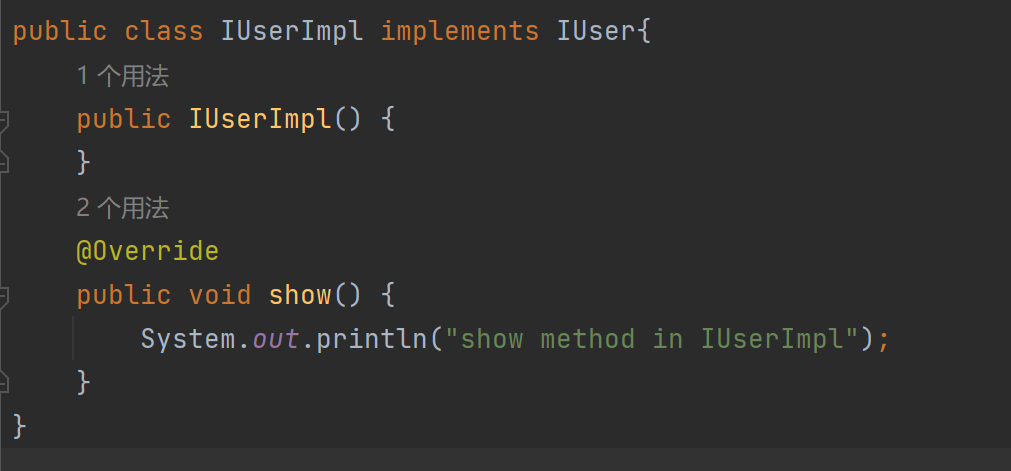 public class IUserImpl implements IUser{
1 个用法
public IUserImpl() {
}
2 个用法
@Override
public void show() {
System.out.println("show method in IUserImpl");
}
}